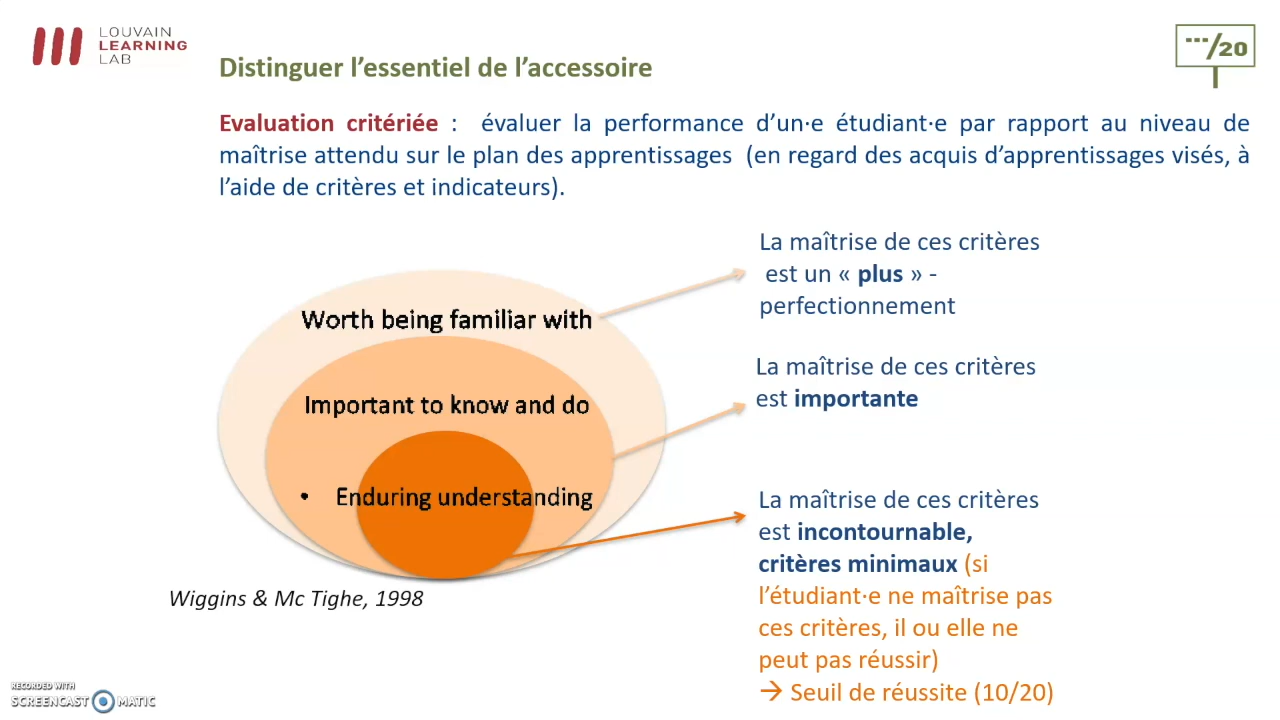 LOUVAIN
LEARNING
LAB
.../20
Distinguer l’essentiel de l’accessoire
Evaluation critériée : évaluer la performance d’un·e étudiant·e par rapport au niveau de
maîtrise attendu sur le plan des apprentissages (en regard des acquis d’apprentissages visés, à
l’aide de critères et indicateurs).
La maîtrise de ces critères
est un « plus » -
perfectionnement
Worth being familiar with
La maîtrise de ces critères
est importante
Important to know and do
• Enduring understanding
La maîtrise de ces critères
est incontournable,
critères minimaux (si
l’étudiant·e ne maîtrise pas
ces critères, il ou elle ne
peut pas réussir)
→ Seuil de réussite (10/20)
Wiggins & Mc Tighe, 1998
RECORDED WITH
SCREENCAST MATIC